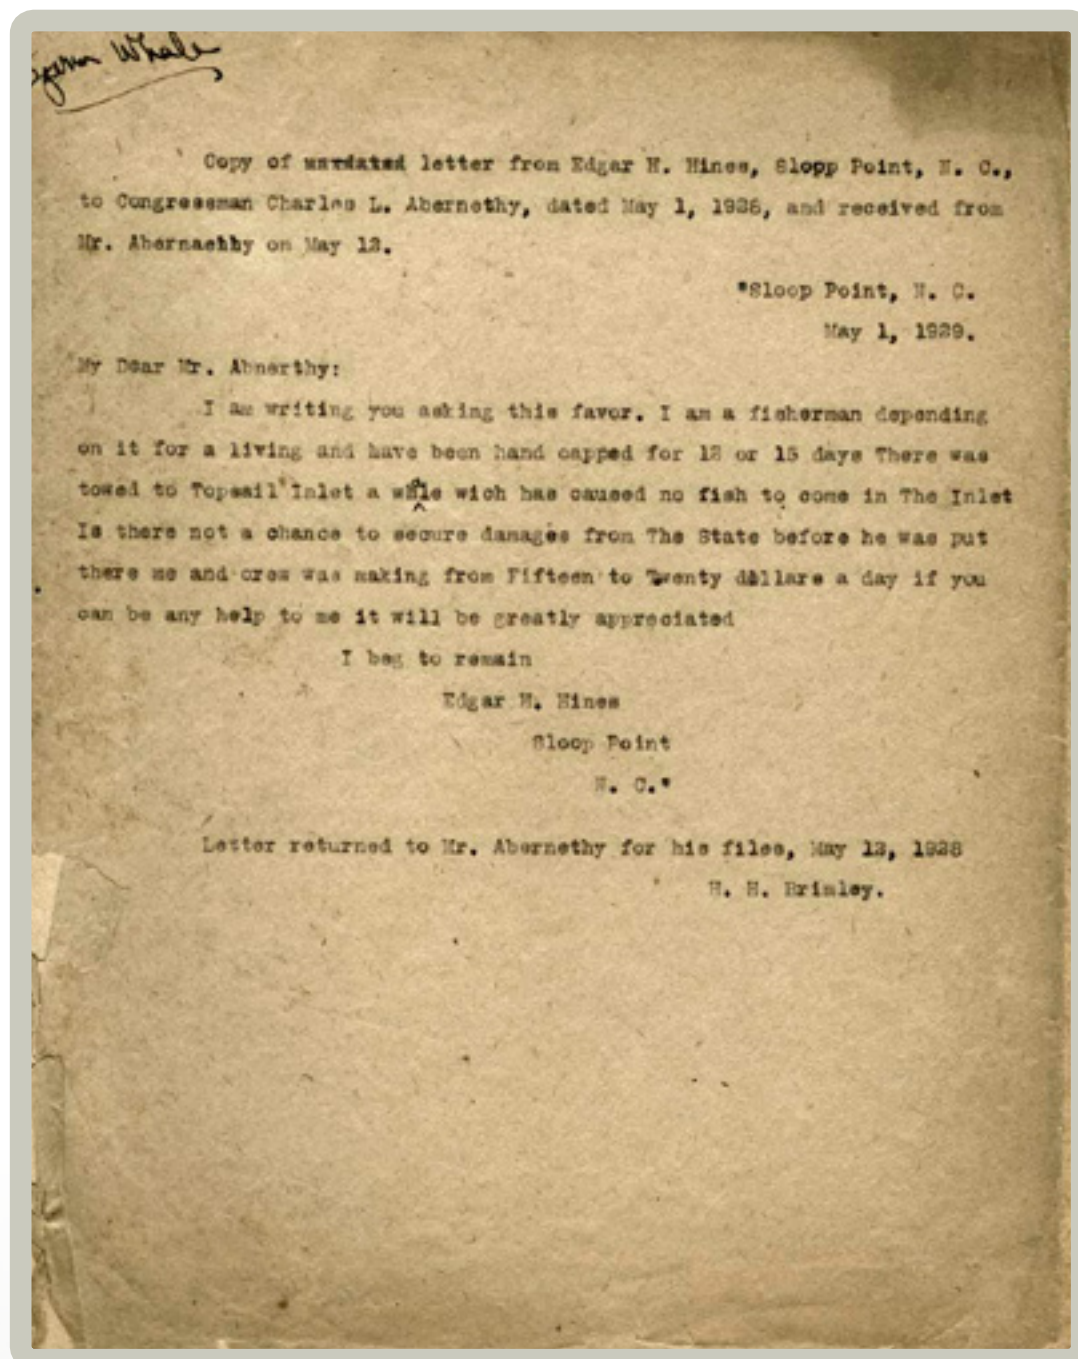 Whale
Copy of undated letter from Edgar H. Hines, Slopp Point, N. C.,
to Congressman Charles L. Abernethy, dated May 1, 1928, and received from
Mr. Abernaehhy on May 12.
"Sloop Point, N. C.
May 1, 1929.
My Dear Mr. Abnerthy:
I am writing you asking this favor. I am a fisherman depending
on it for a living and have been hand capped for 12 or 15 days There was
towed to Topsail Inlet a whale wich has caused no fish to come in The Inlet
Is there not a chance to secure damages from The State before he was put
there me and crew was making from Fifteen to Twenty dollars a day if you
can be any help to me it will be greatly appreciated
I beg to remain
Edgar H. Hines
Sloop Point
N. C."
Letter returned to Mr. Abernethy for his files, May 12, 1928
H. H. Brimley.